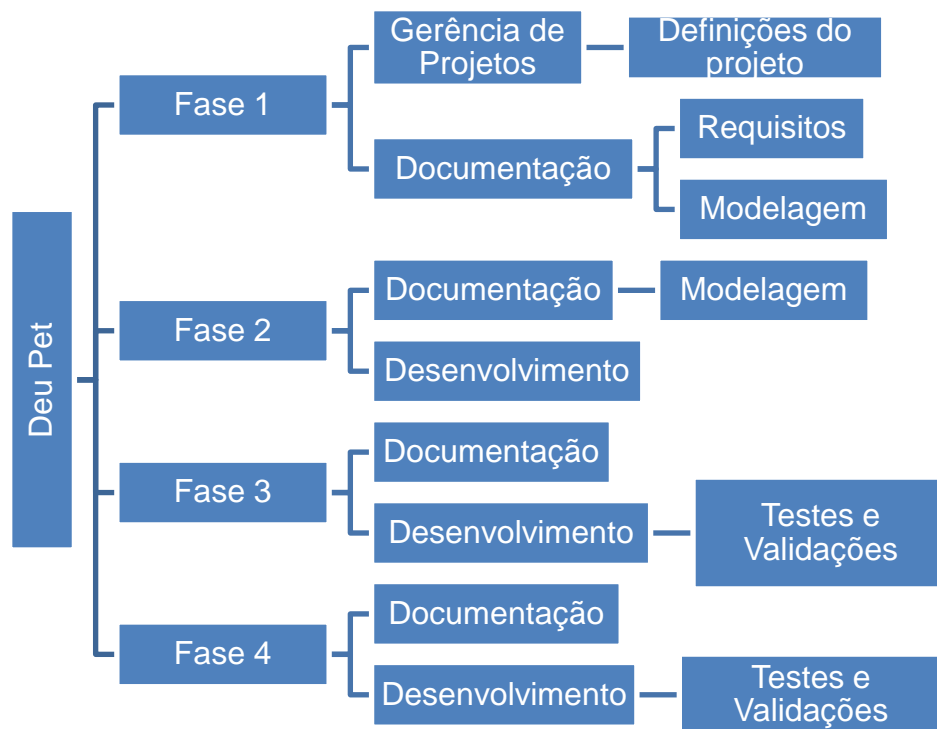 Deu Pet
Fase 1
Gerência de
Projetos
Definições do
projeto
Documentação
Requisitos
Modelagem
Fase 2
Documentação
Modelagem
Desenvolvimento
Fase 3
Documentação
Desenvolvimento
Testes e
Validações
Fase 4
Documentação
Desenvolvimento
Testes e
Validações